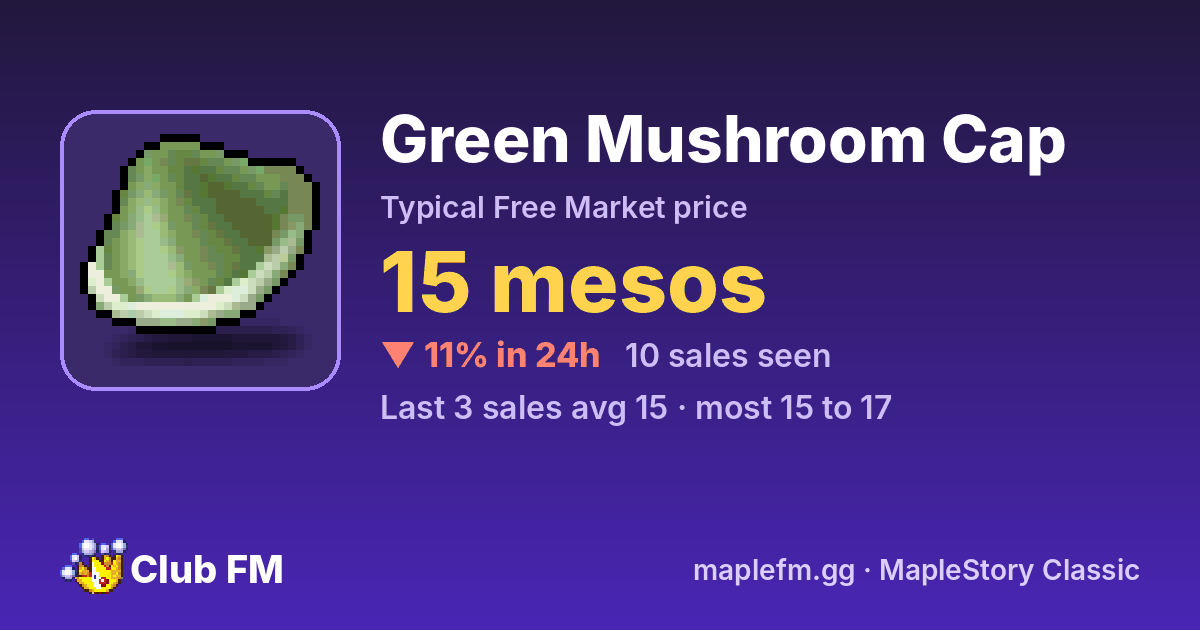 Green Mushroom Cap
Typical Free Market price
15 mesos
▼ 11% in 24h 10 sales seen
Last 3 sales avg 15 · most 15 to 17
Club FM
maplefm.gg · MapleStory Classic